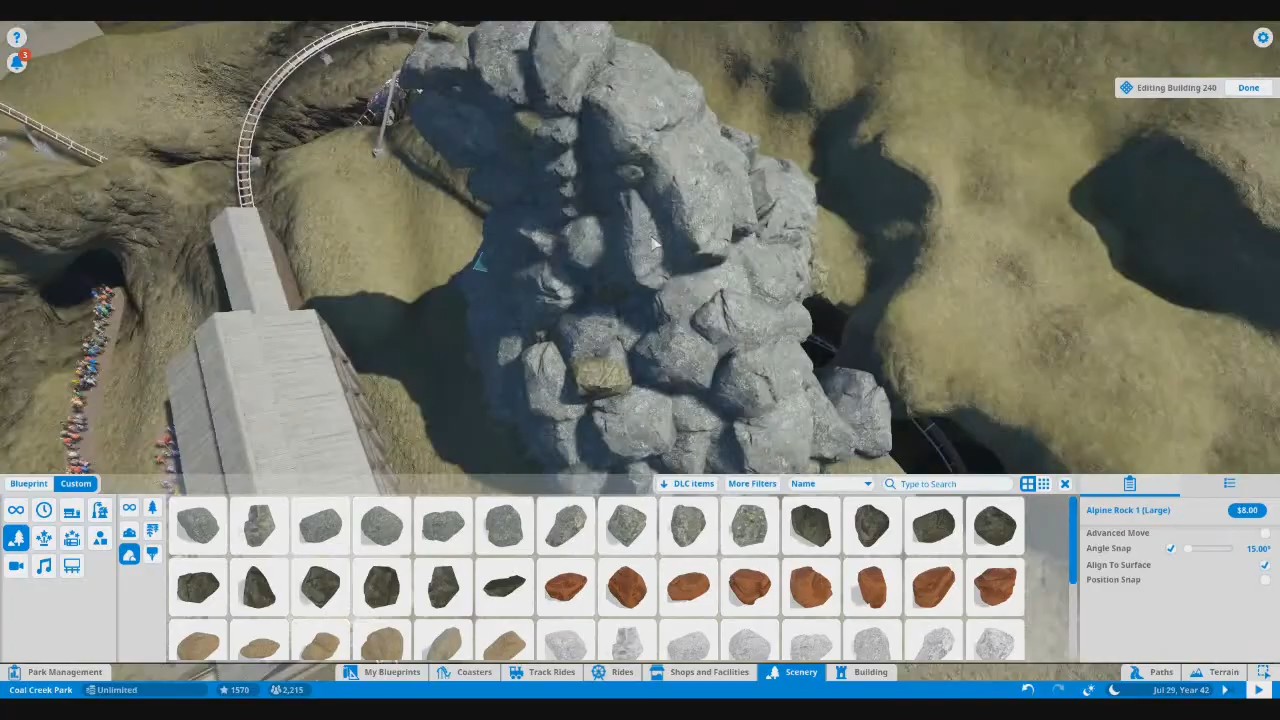 ?
3
Editing Building 240 Done
Blueprint Custom DLC items More Filters Name Type to Search
Alpine Rock 1 (Large) $8.00
Advanced Move
Angle Snap 15.00°
Align To Surface
Position Snap
Park Management My Blueprints Coasters Track Rides Rides Shops and Facilities Scenery Building Paths Terrain
Coal Creek Park Unlimited 1570 2,215 Jul 29, Year 42